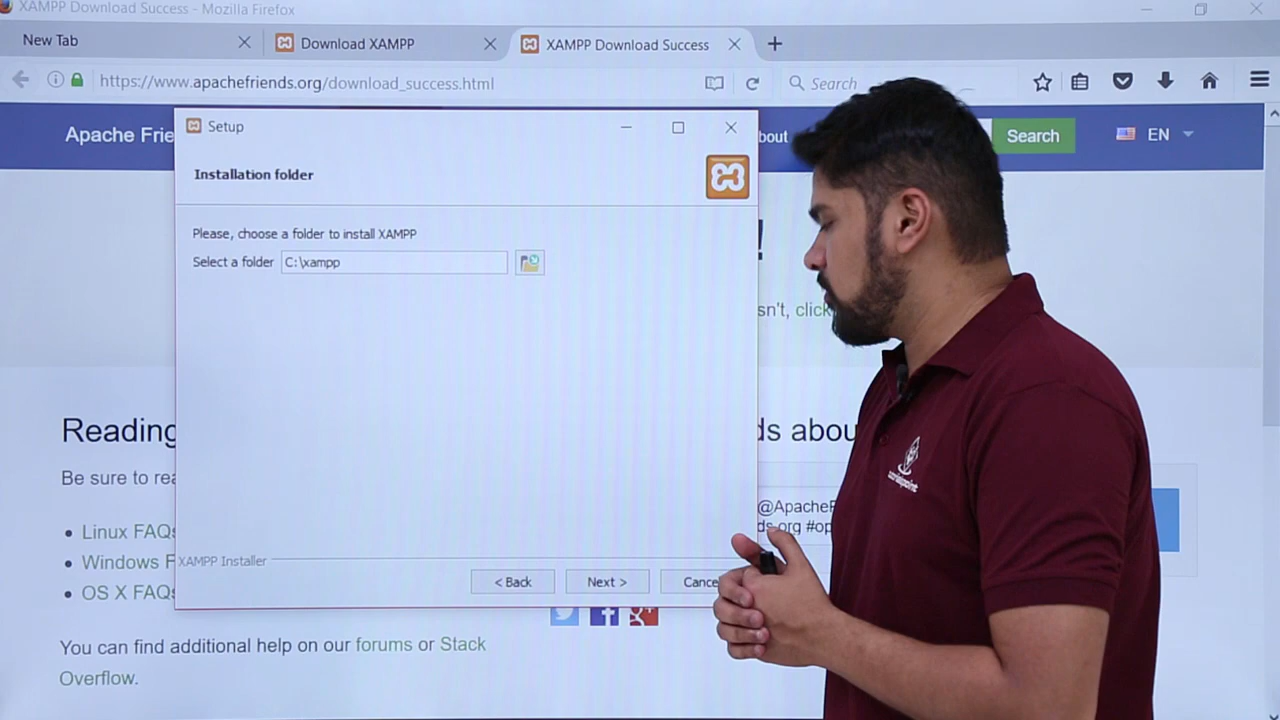 XAMPP Download Success - Mozilla Firefox
New Tab
Download XAMPP
XAMPP Download Success
https://www.apachefriends.org/download_success.html
Search
Apache Frie
bout
Search
EN
Setup
Installation folder
!
Please, choose a folder to install XAMPP
Select a folder
C:\xampp
sn't, click
Reading
ds abou
Be sure to rea
@ApacheF
ds.org #op
Linux FAQs
Windows F
OS X FAQs
XAMPP Installer
< Back
Next >
Cance
You can find additional help on our forums or Stack
Overflow.